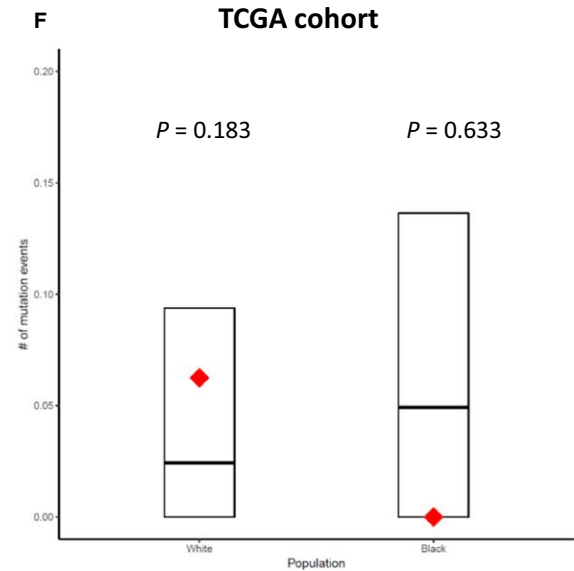 F
TCGA cohort
P = 0.183
P = 0.633
# of mutation events
0.20
0.15
0.10
0.05
0.00
White
Black
Population